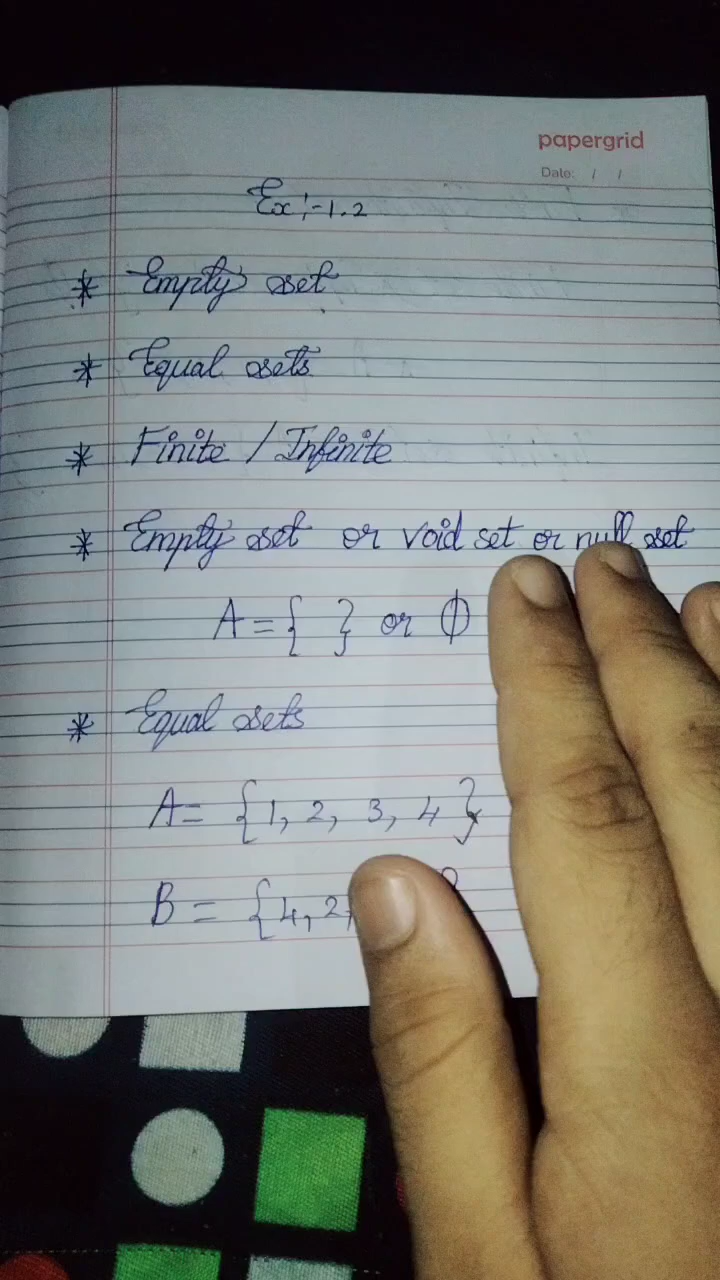 papergrid
Date: / /
Ex:-1.2
* Empty set
* Equal sets
* Finite / Infinite
* Empty set or void set or null set
A = { } or ϕ
* Equal sets
A = {1, 2, 3, 4}
B = {4, 2,